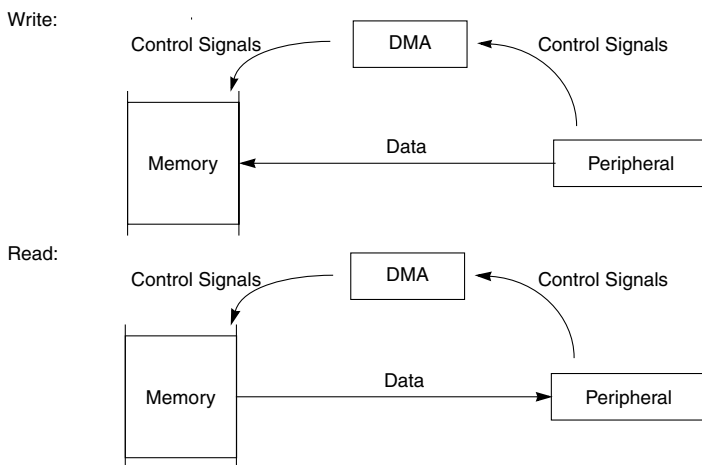 Write:
Control Signals
DMA
Control Signals
Memory
Data
Peripheral
Read:
Control Signals
DMA
Control Signals
Memory
Data
Peripheral